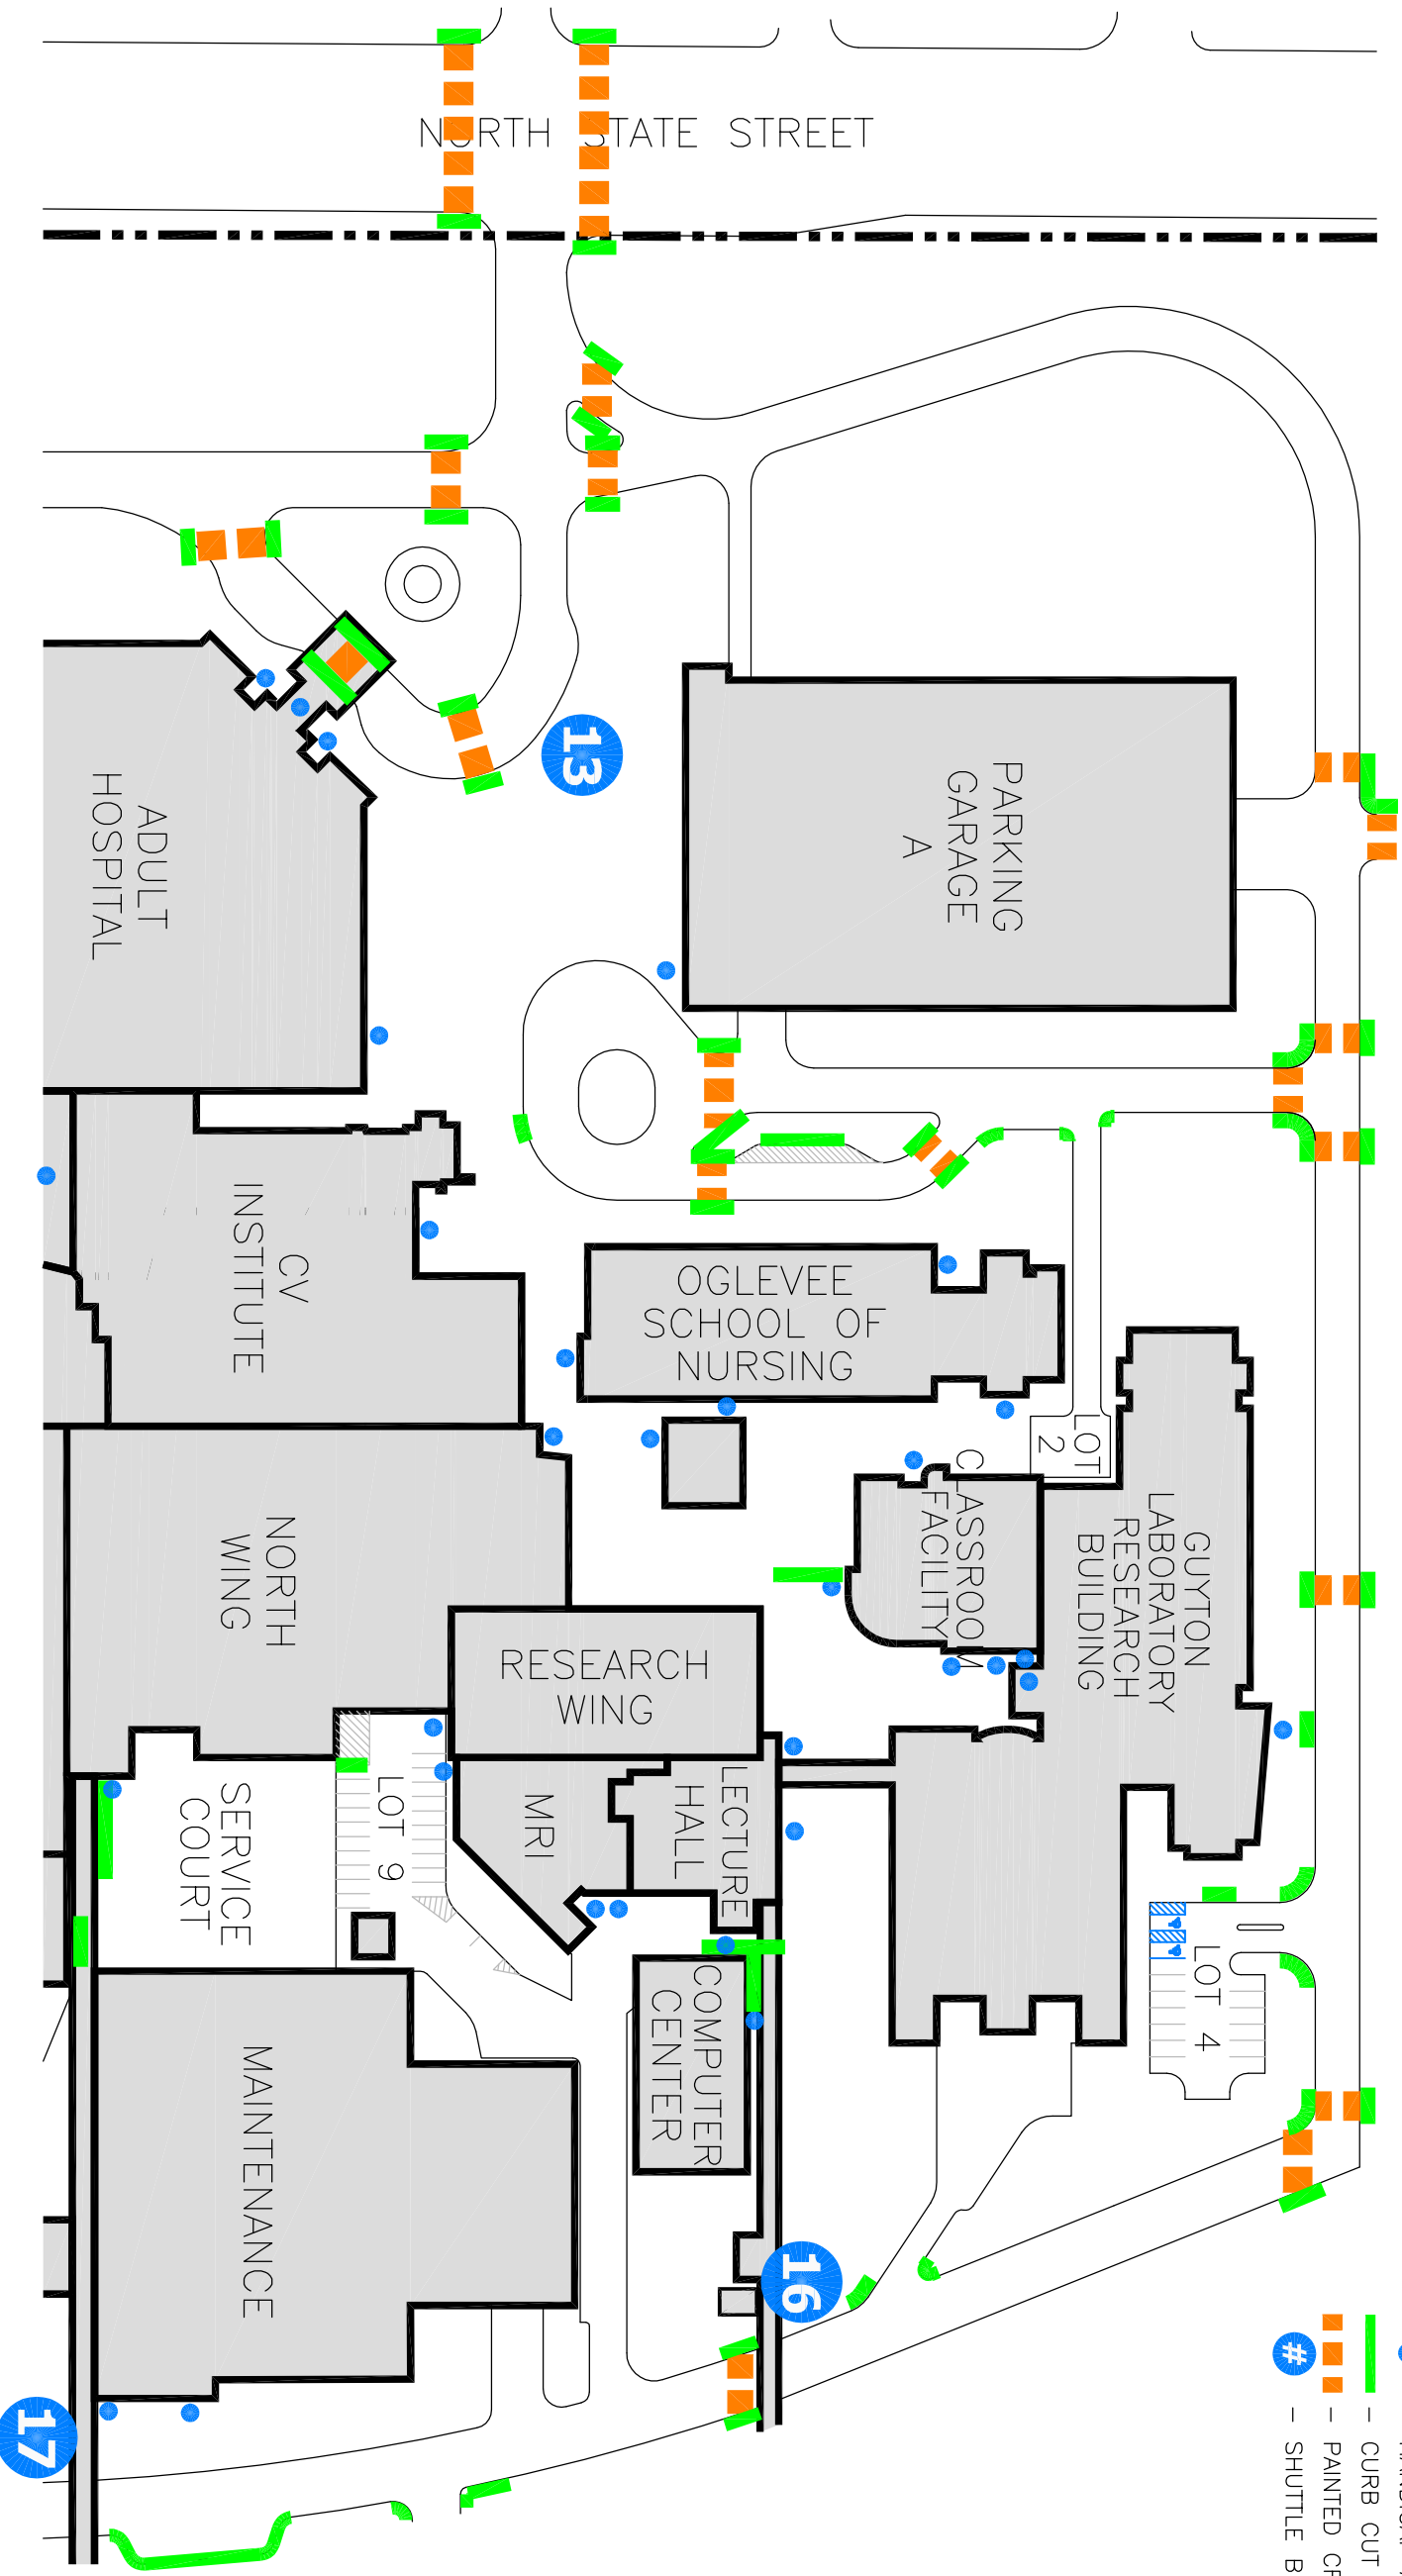 NORTH STATE STREET
13
PARKING
GARAGE
A
ADULT
HOSPITAL
CV
INSTITUTE
OGLEVEE
SCHOOL OF
NURSING
LOT
2
CLASSROOM
FACILITY
GUYTON
LABORATORY
RESEARCH
BUILDING
NORTH
WING
RESEARCH
WING
LECTURE
HALL
MRI
LOT 9
SERVICE
COURT
LOT 4
COMPUTER
CENTER
MAINTENANCE
16
17
- CURB CUT
- PAINTED
# - SHUTTLE